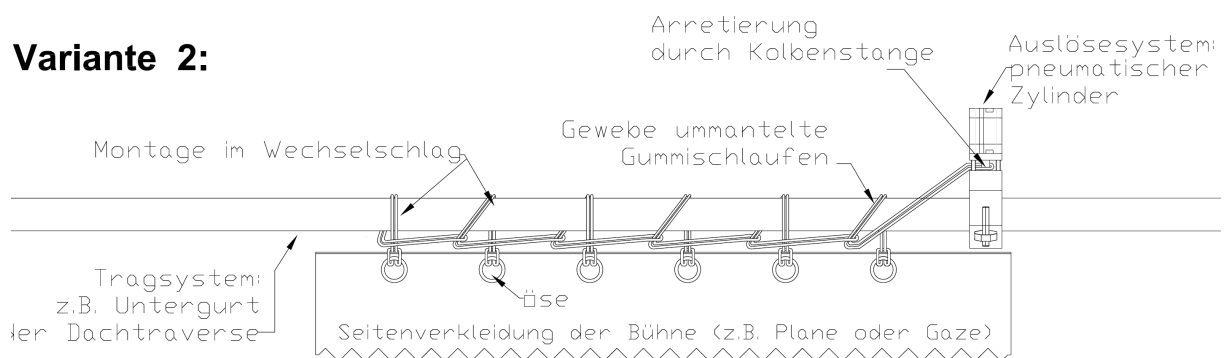 Variante 2:
Arretierung
durch Kolbenstange
Auslösesystem:
pneumatischer
Zylinder
Montage im Wechselschlag
Gewebe ummantelte
Gummischlaufen
Tragsystem:
z.B. Untergurt
der Dachtraverse
öse
Seitenverkleidung der Bühne (z.B. Plane oder Gaze)